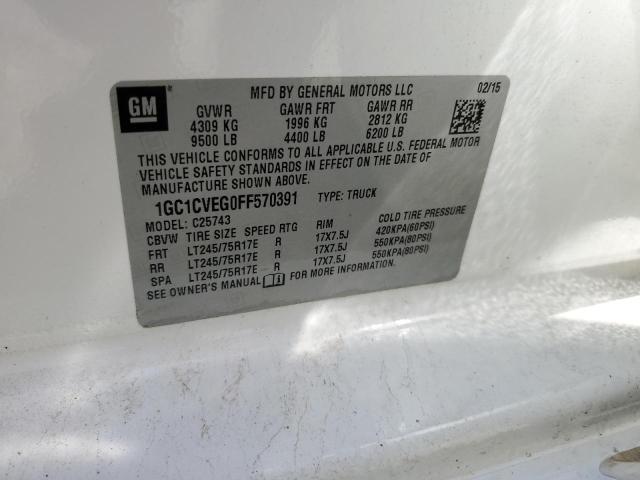 GM
MFD BY GENERAL MOTORS LLC 02/15
GVWR GAWR FRT GAWR RR
4309 KG 1996 KG 2812 KG
9500 LB 4400 LB 6200 LB
THIS VEHICLE CONFORMS TO ALL APPLICABLE U.S. FEDERAL MOTOR
VEHICLE SAFETY STANDARDS IN EFFECT ON THE DATE OF
MANUFACTURE SHOWN ABOVE.
1GC1CVEG0FF570391 TYPE: TRUCK
MODEL: C25743
CBVW TIRE SIZE SPEED RTG RIM COLD TIRE PRESSURE
FRT LT245/75R17E R 17X7.5J 420KPA(60PSI)
RR LT245/75R17E R 17X7.5J 550KPA(80PSI)
SPA LT245/75R17E R 17X7.5J 550KPA(80PSI)
SEE OWNER'S MANUAL FOR MORE INFORMATION.